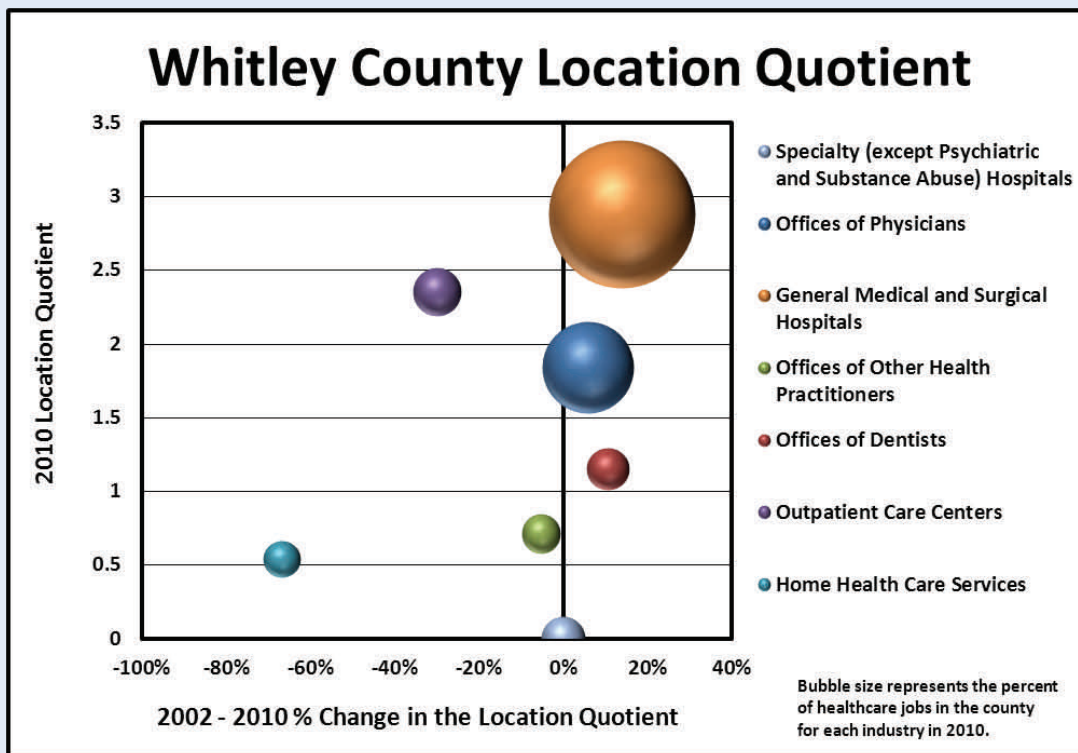 Whitley County Location Quotient
3.5
3
2.5
2
1.5
1
0.5
0
2010 Location Quotient
-100%
-80%
-60%
-40%
-20%
0%
20%
40%
2002 - 2010 % Change in the Location Quotient
Specialty (except Psychiatric
and Substance Abuse) Hospitals
Offices of Physicians
General Medical and Surgical
Hospitals
Offices of Other Health
Practitioners
Offices of Dentists
Outpatient Care Centers
Home Health Care Services
Bubble size represents the percent
of healthcare jobs in the county
for each industry in 2010.